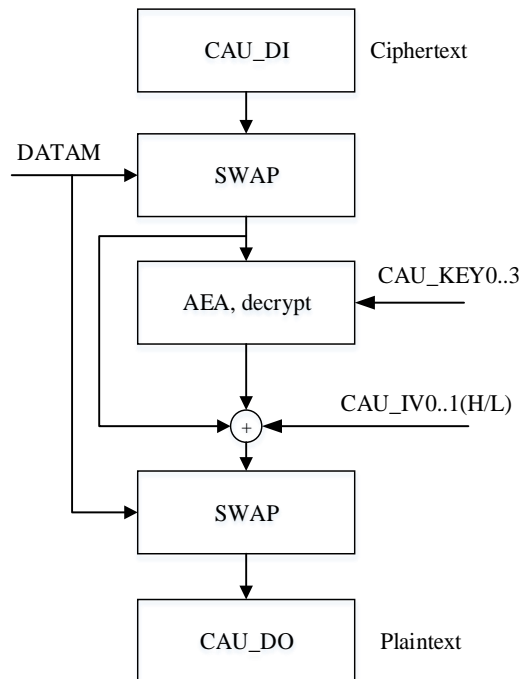 CAU_DI Ciphertext
DATAM
SWAP
CAU_KEY0..3
AEA, decrypt
CAU_IV0..1(H/L)
+
SWAP
CAU_DO Plaintext